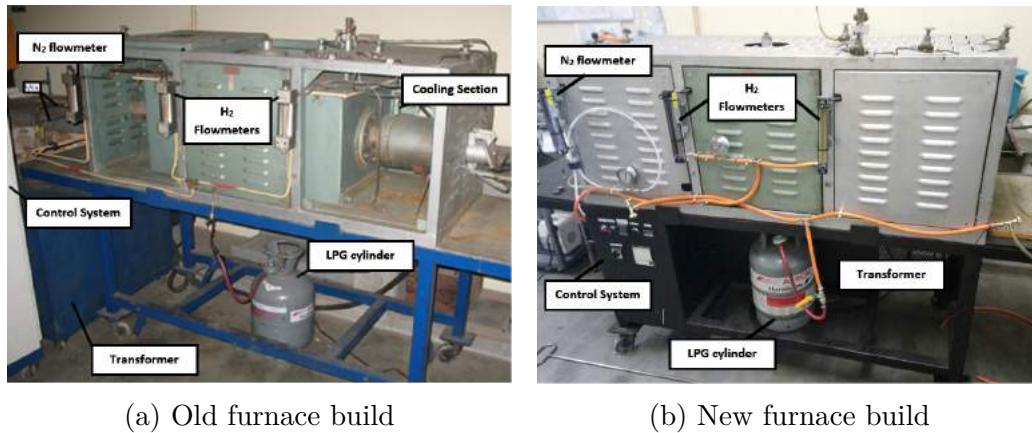 N₂ flowmeter
H₂
Flowmeters
Cooling Section
Control System
LPG cylinder
Transformer
(a) Old furnace build
N₂ flowmeter
H₂
Flowmeters
Transformer
Control System
LPG cylinder
(b) New furnace build